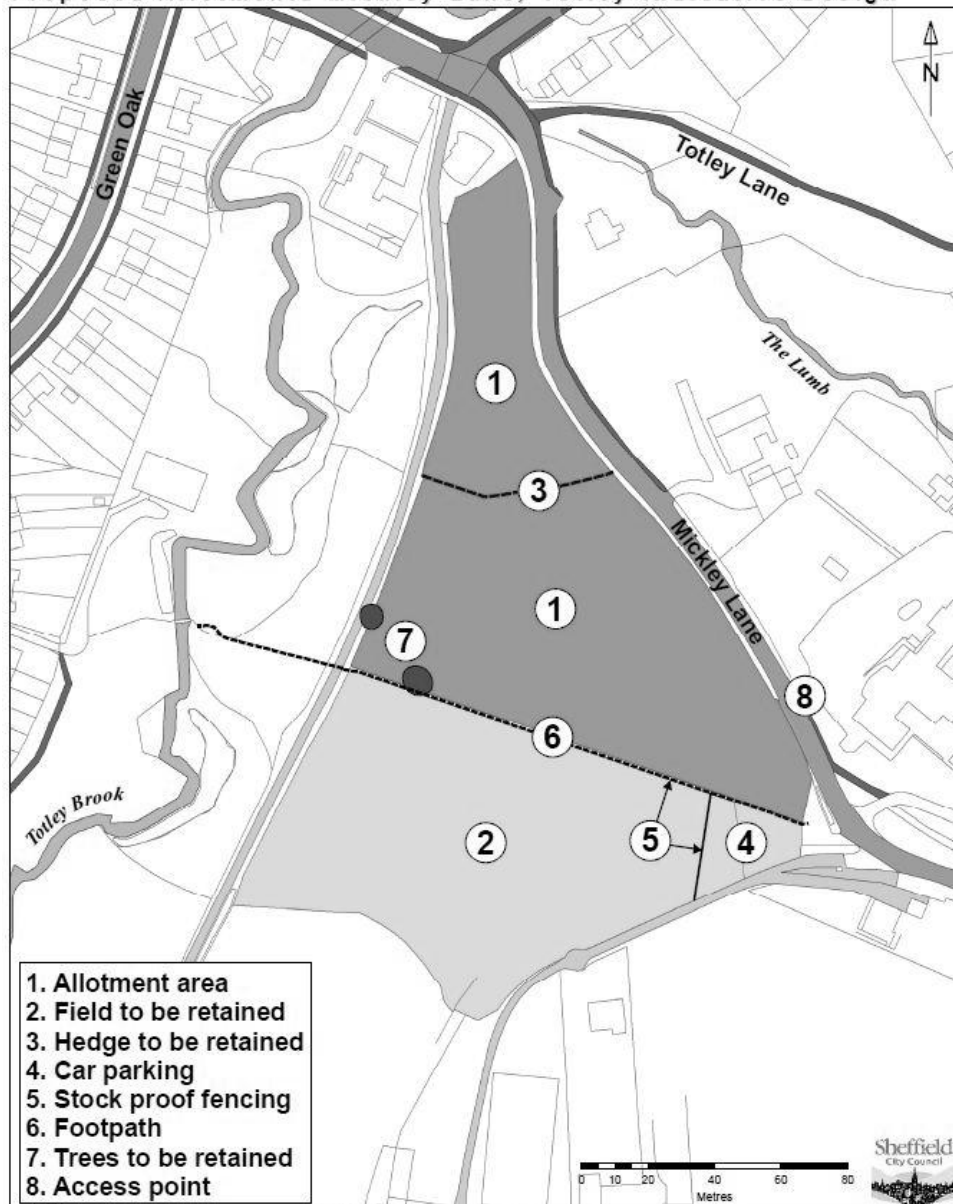 N
Green Oak
Totley Lane
The Lumb
1
3
Mickley Lane
1
7
8
6
Totley Brook
2
5
4
1. Allotment area
2. Field to be retained
3. Hedge to be retained
4. Car parking
5. Stock proof fencing
6. Footpath
7. Trees to be retained
8. Access point
0 10 20 40 60 80
Metres
Sheffield
City Council